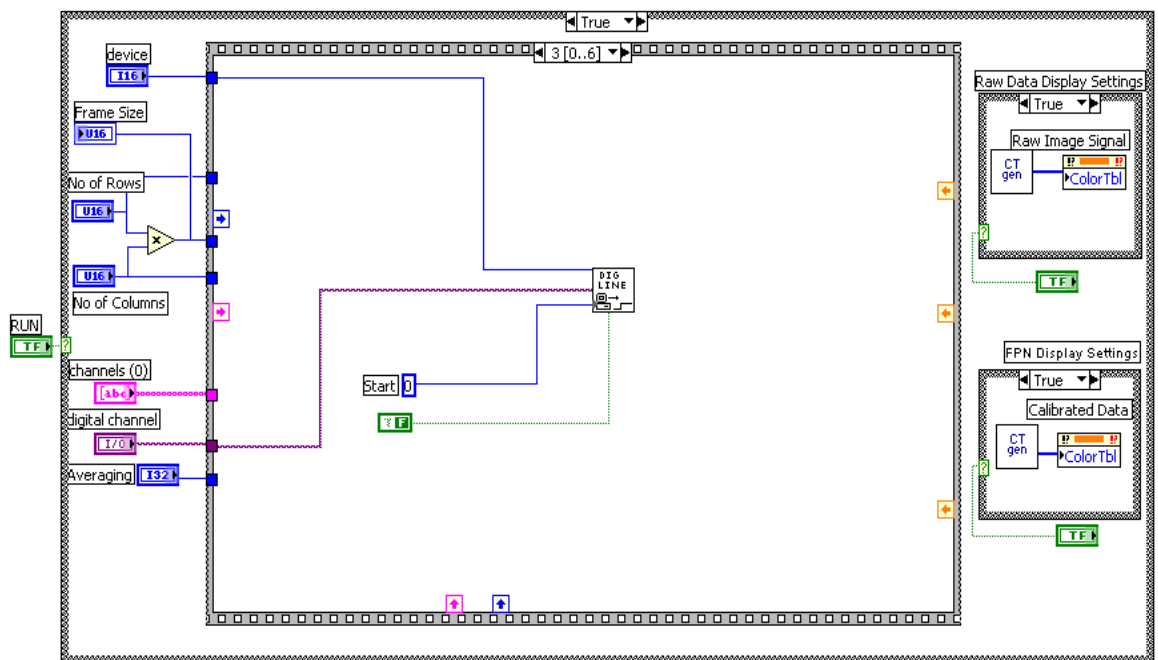 True
3 [0..6]
device
I16
Frame Size
U16
No of Rows
U16
U16
No of Columns
RUN
TF
channels (0)
[abc]
digital channel
I/O
Averaging
I32
DIG
LINE
Start
0
F
Raw Data Display Settings
True
Raw Image Signal
CT
gen
ColorTbl
TF
FPN Display Settings
True
Calibrated Data
CT
gen
ColorTbl
TF